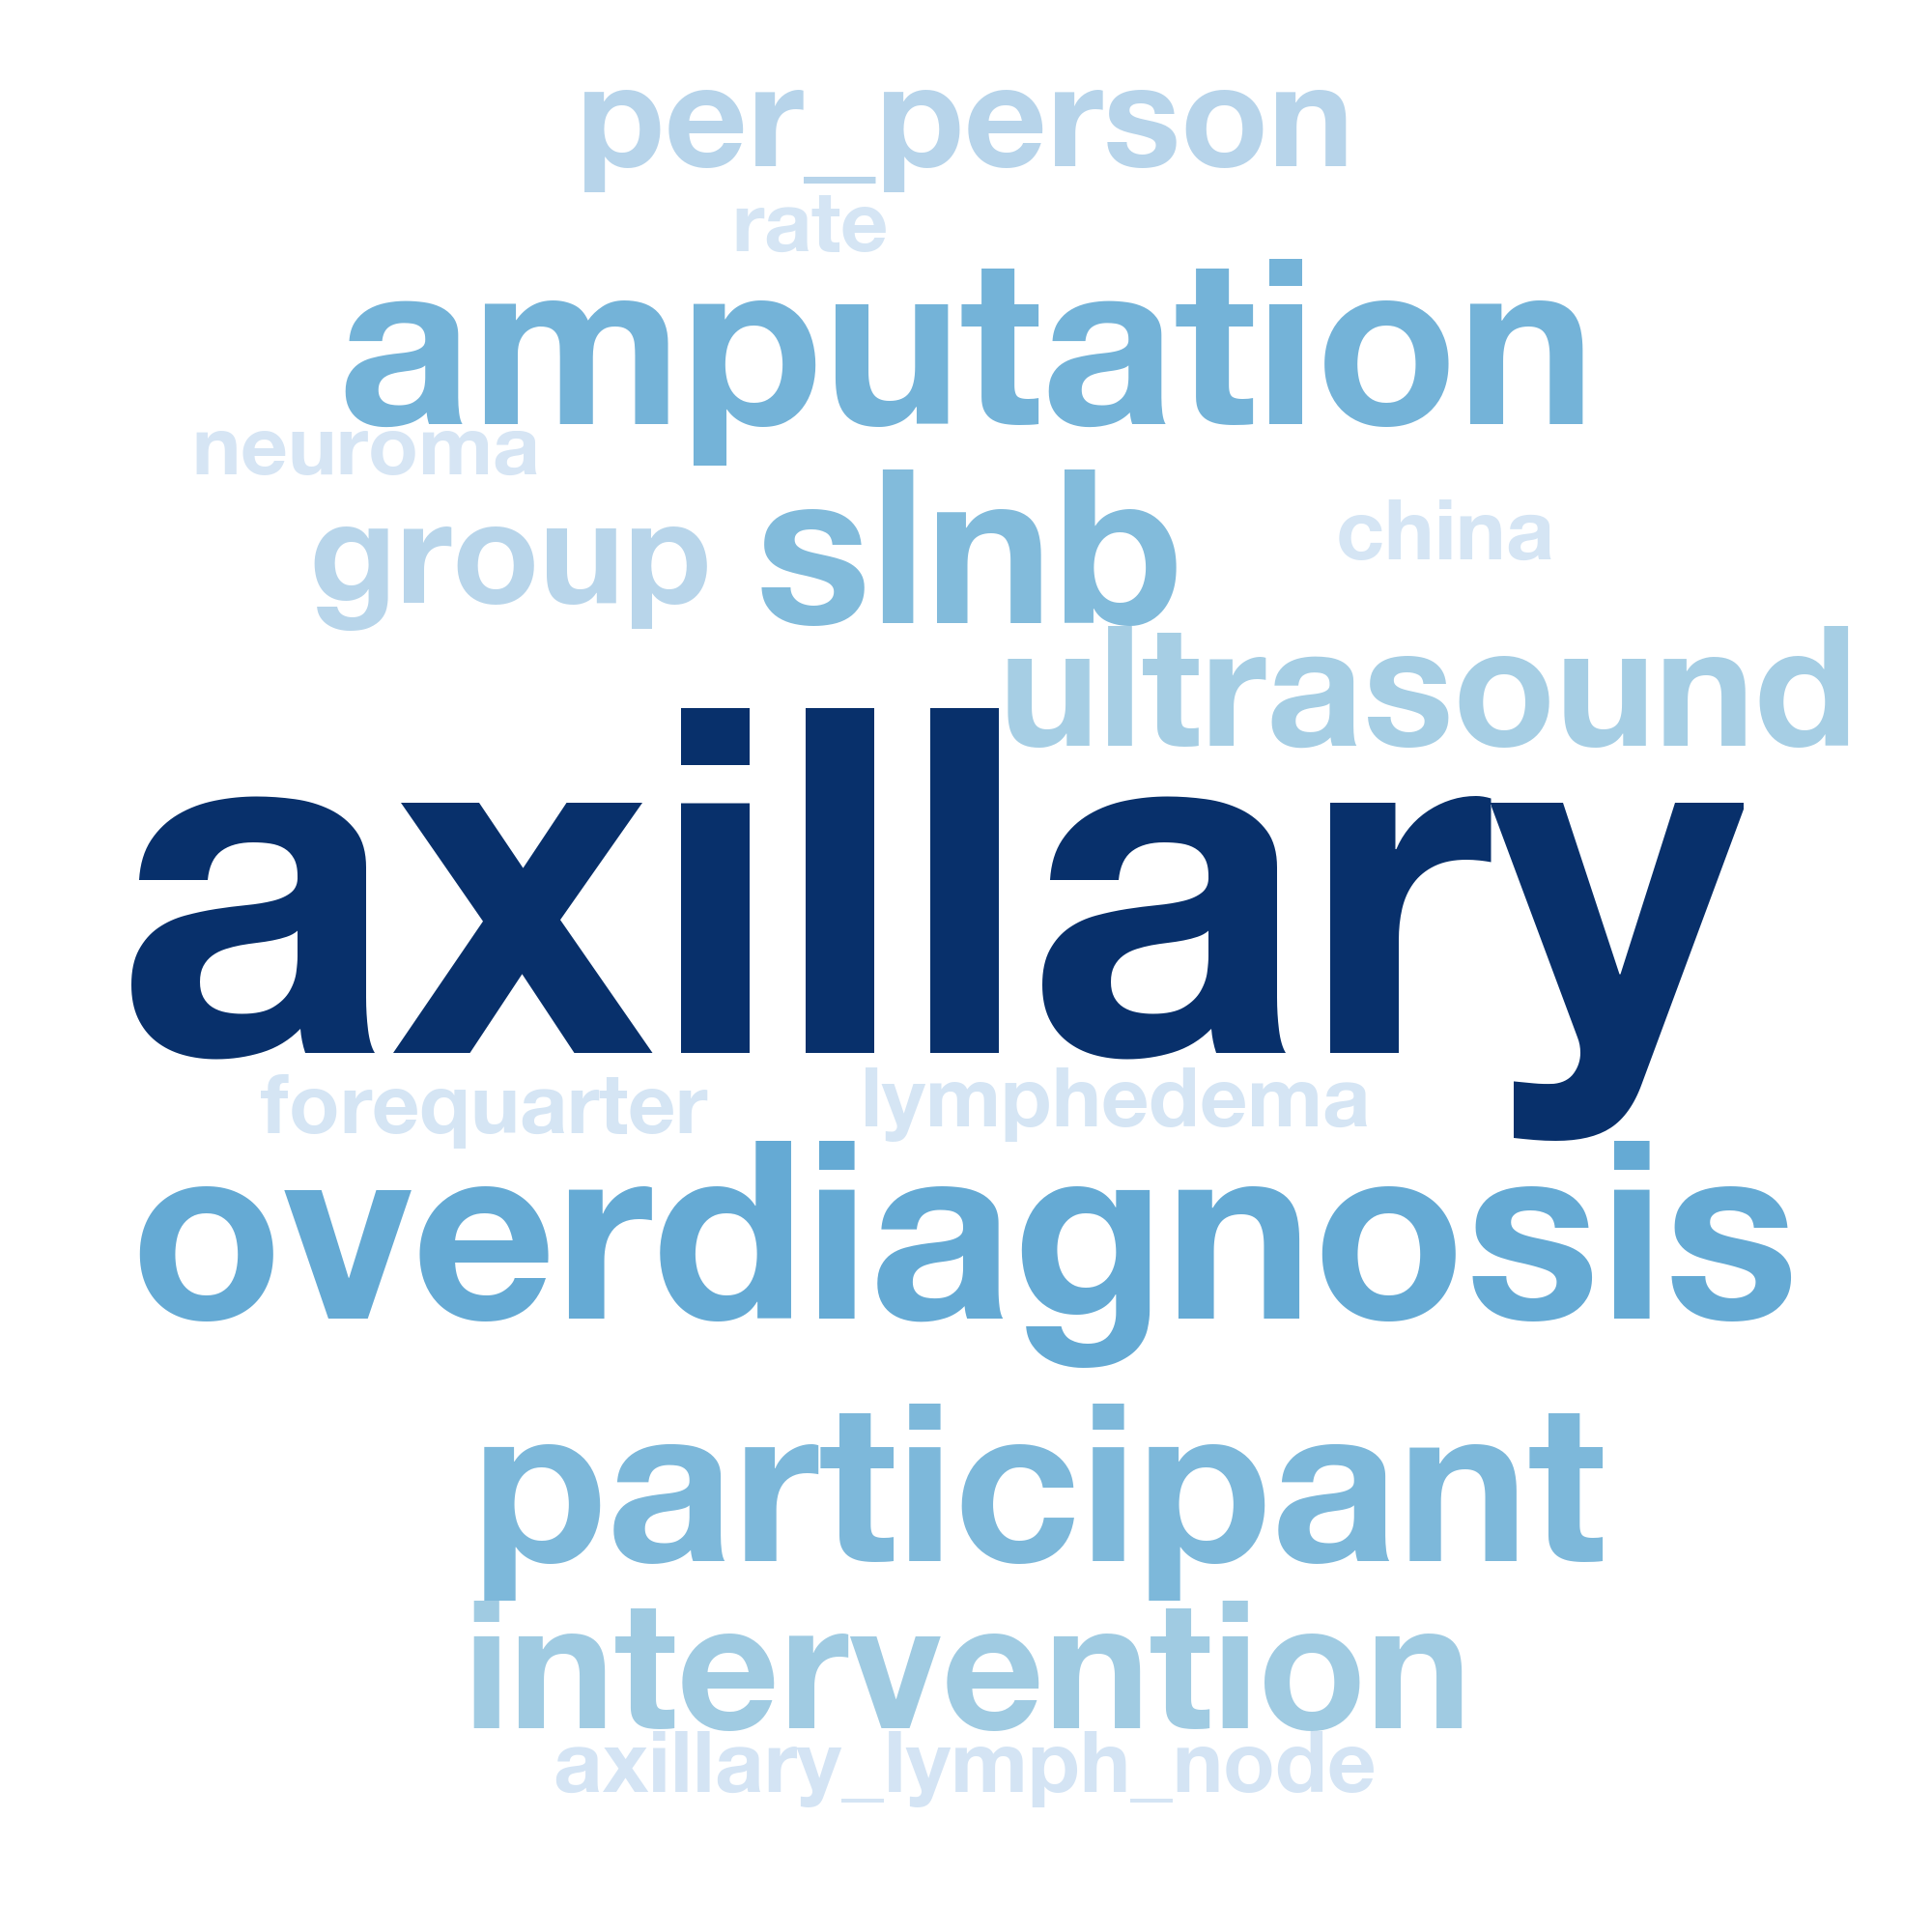 per_person
rate
amputation
neuroma
group slnb china
ultrasound
axillary
forequarter lymphedema
overdiagnosis
participant
intervention
axillary_lymph_node